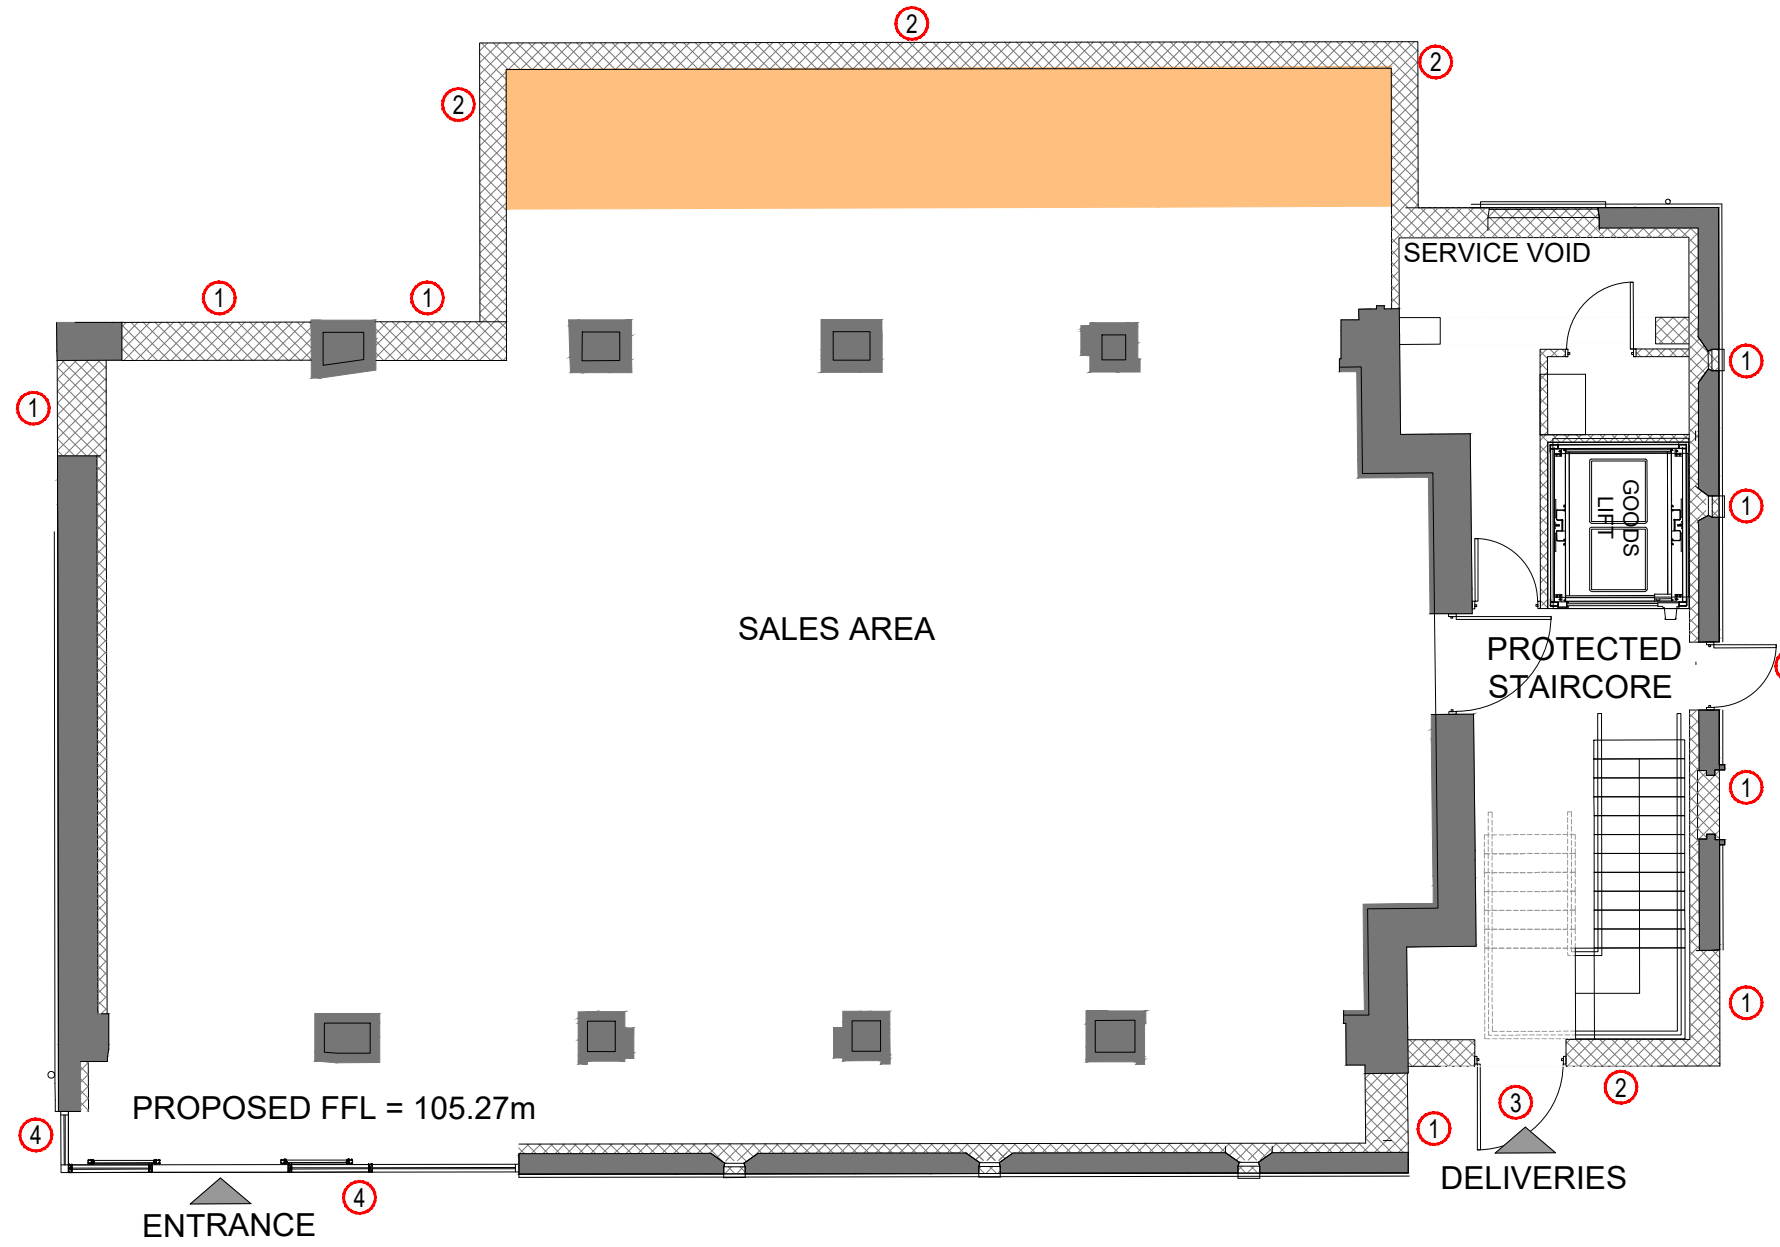 2
2
2
SERVICE VOID
1
1
1
1
GOODS
LIFT
1
SALES AREA
PROTECTED
STAIRCORE
1
1
PROPOSED FFL = 105.27m
4
1
3
2
DELIVERIES
4
ENTRANCE